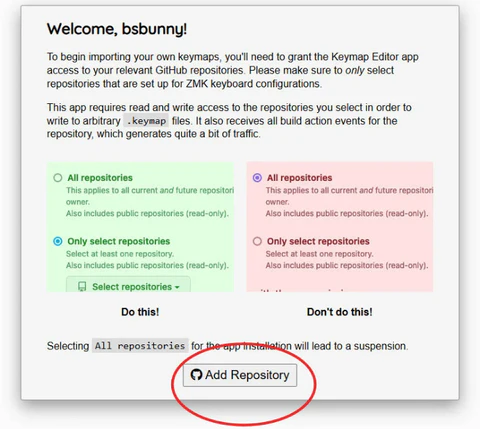 Welcome, bsbunny!
To begin importing your own keymaps, you'll need to grant the Keymap Editor app
access to your relevant GitHub repositories. Please make sure to only select
repositories that are set up for ZMK keyboard configurations.
This app requires read and write access to the repositories you select in order to
write to arbitrary .keymap files. It also receives all build action events for the
repository, which generates quite a bit of traffic.
All repositories
This applies to all current and future repositori
owner.
Also includes public repositories (read-only).
Only select repositories
Select at least one repository.
Also includes public repositories (read-only).
Select repositories
All repositories
This applies to all current and future repositori
owner.
Also includes public repositories (read-only).
Only select repositories
Select at least one repository.
Also includes public repositories (read-only).
Do this!
Don't do this!
Selecting All repositories for the app installation will lead to a suspension.
Add Repository